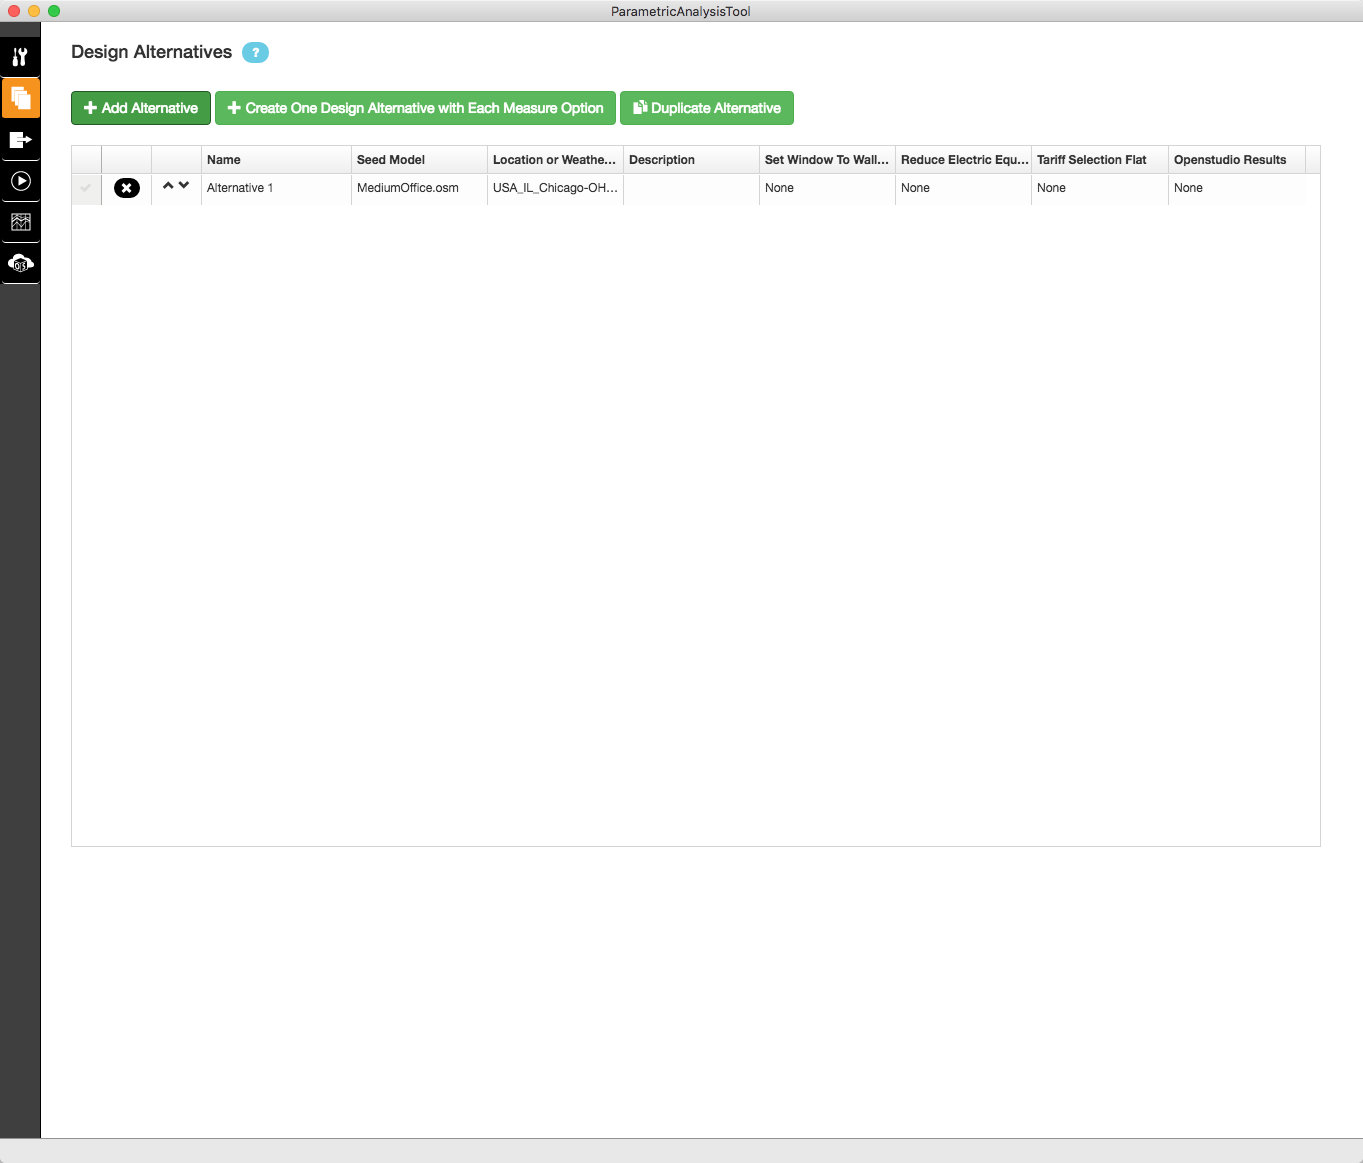 ParametricAnalysisTool
Design Alternatives ?
Add Alternative Create One Design Alternative with Each Measure Option Duplicate Alternative
Name Seed Model Location or Weathe... Description Set Window To Wall... Reduce Electric Equ... Tariff Selection Flat Openstudio Results
Alternative 1 MediumOffice.osm USA_IL_Chicago-OH... None None None None
OS